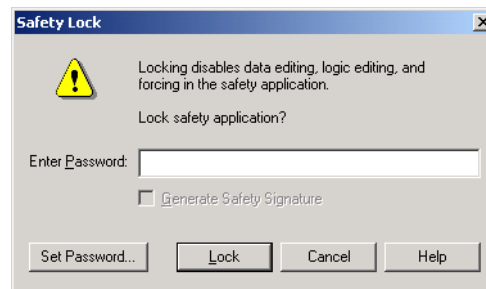 Safety Lock
Locking disables data editing, logic editing, and
forcing in the safety application.
Lock safety application?
Enter Password:
Generate Safety Signature
Set Password... Lock Cancel Help